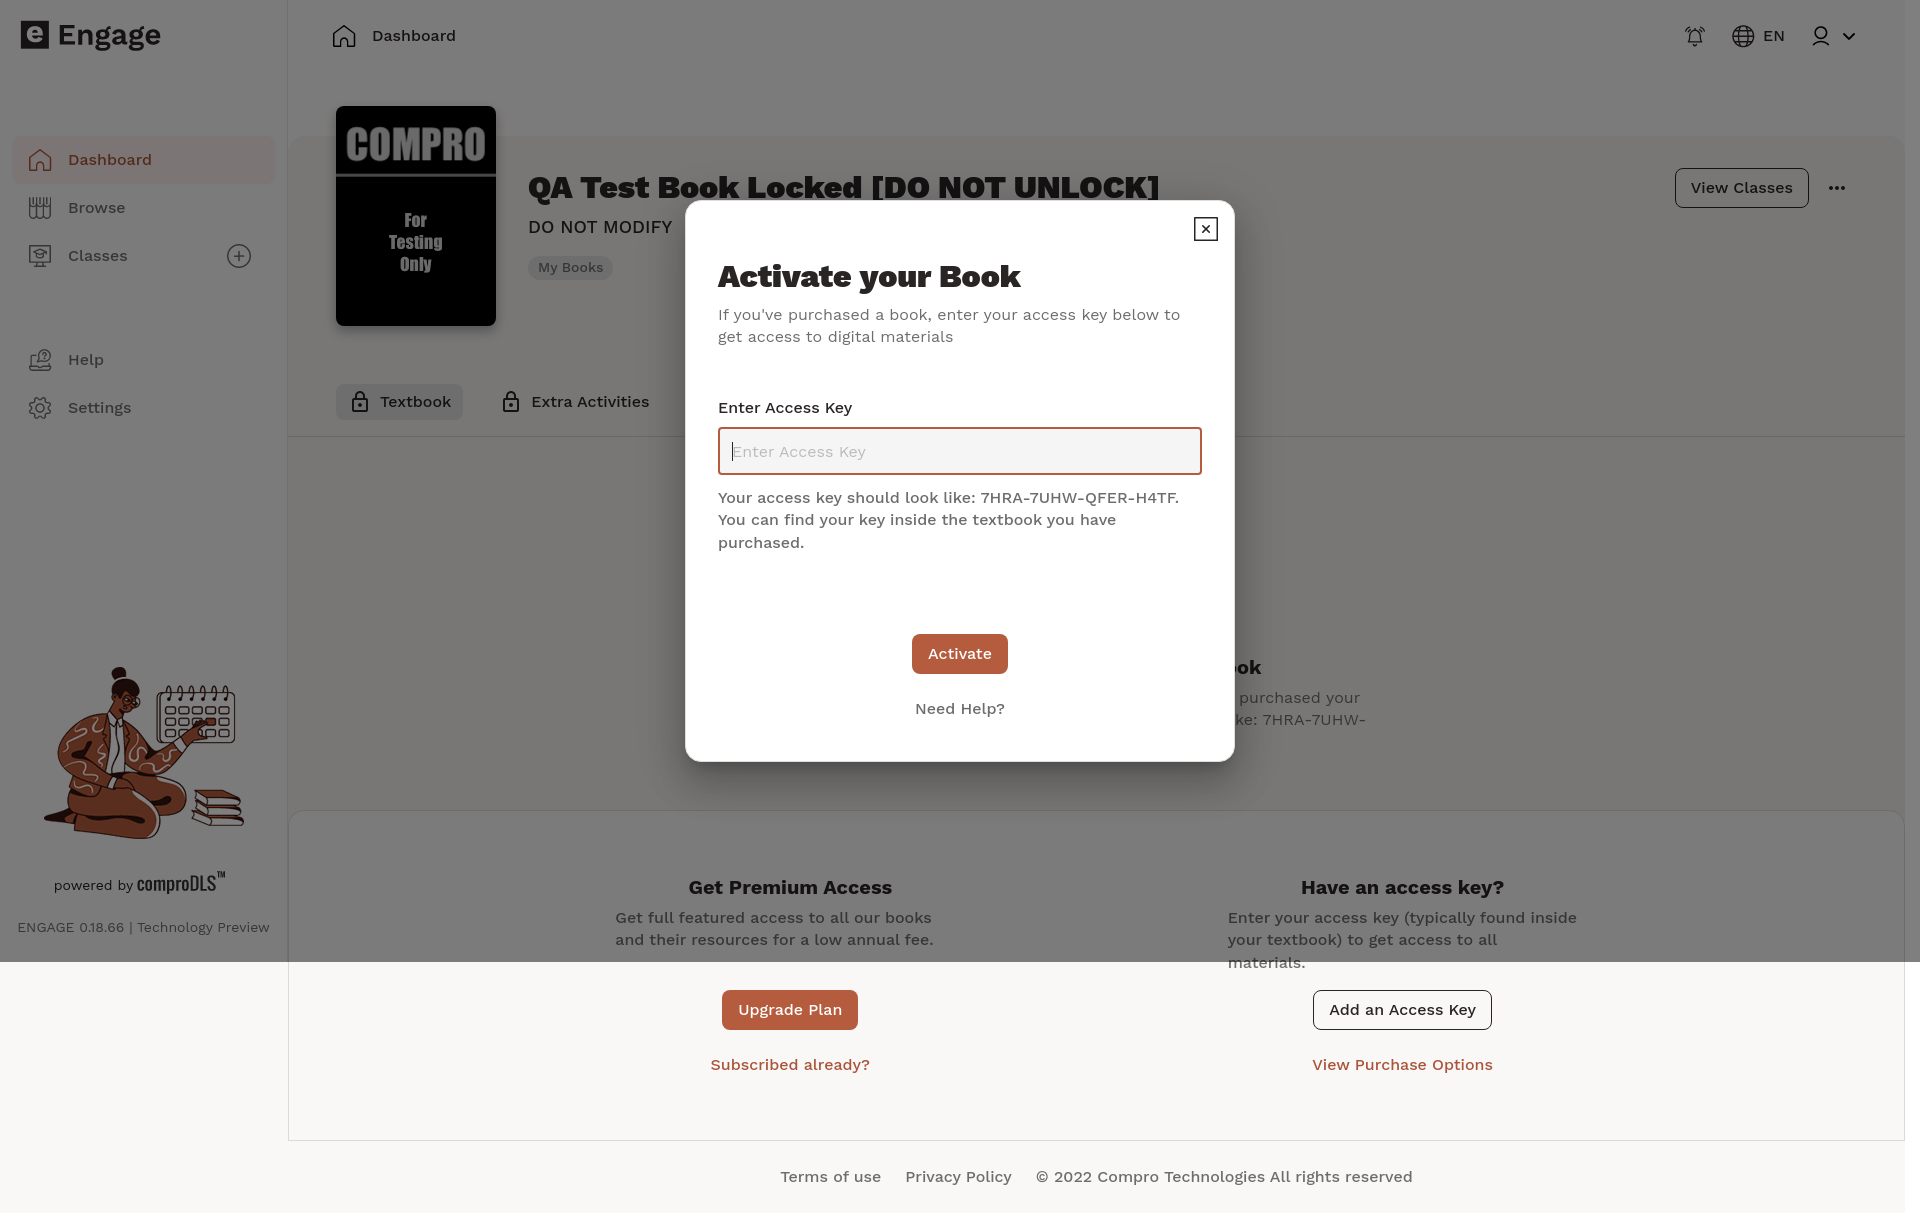 e Engage
Dashboard
EN
Dashboard
Browse
Classes
Help
Settings
powered by comproDLS™
ENGAGE 0.18.66 | Technology Preview
COMPRO
For
Testing
Only
QA Test Book Locked [DO NOT UNLOCK]
DO NOT MODIFY
My Books
View Classes
Textbook
Extra Activities
Activate your Book
If you've purchased a book, enter your access key below to
get access to digital materials
Enter Access Key
Enter Access Key
Your access key should look like: 7HRA-7UHW-QFER-H4TF.
You can find your key inside the textbook you have
purchased.
Activate
Need Help?
purchased your
7HRA-7UHW-
Get Premium Access
Get full featured access to all our books
and their resources for a low annual fee.
Upgrade Plan
Subscribed already?
Have an access key?
Enter your access key (typically found inside
your textbook) to get access to all
materials.
Add an Access Key
View Purchase Options
Terms of use
Privacy Policy
© 2022 Compro Technologies All rights reserved